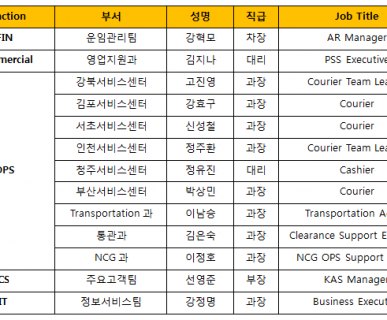 ction 부서 성명 직급 Job Title
FIN 운임관리팀 강혁모 차장 AR Manager
mercial 영업지원과 김지나 대리 PSS Executive
강북서비스센터 고진영 과장 Courier Team Lea
김포서비스센터 강효구 과장 Courier
서초서비스센터 신성철 과장 Courier
인천서비스센터 정주환 과장 Courier Team Lea
OPS 청주서비스센터 정유진 대리 Cashier
부산서비스센터 박상민 과장 Courier
Transportation 과 이남승 과장 Transportation A
통관과 김은숙 과장 Clearance Support E
NCG 과 이정호 과장 NCG OPS Support
CS 주요고객팀 선영준 부장 KAS Manage
IT 정보서비스팀 강정명 과장 Business Execu